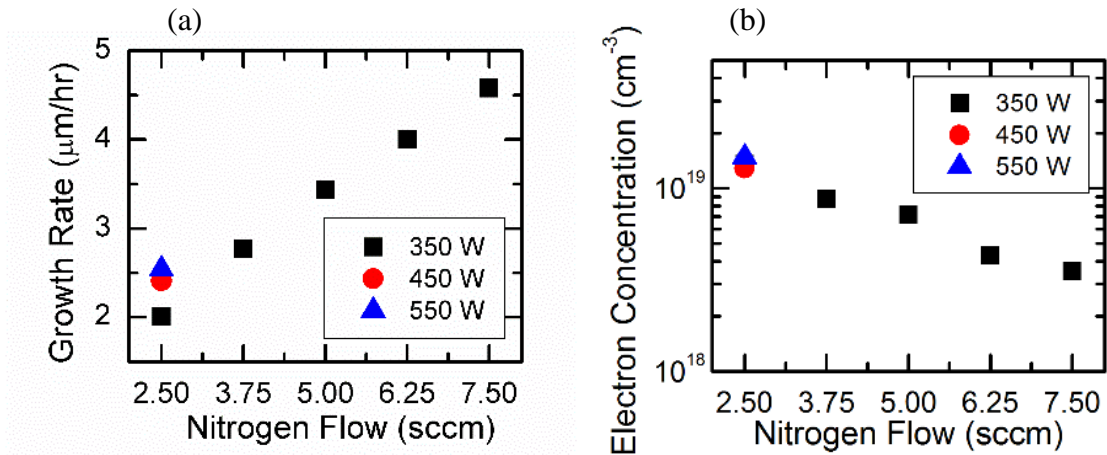 (a)
Growth Rate (μm/hr)
5
4
3
2
350 W
450 W
550 W
2.50 3.75 5.00 6.25 7.50
Nitrogen Flow (sccm)
(b)
Electron Concentration (cm⁻³)
10¹⁹
10¹⁸
350 W
450 W
550 W
2.50 3.75 5.00 6.25 7.50
Nitrogen Flow (sccm)